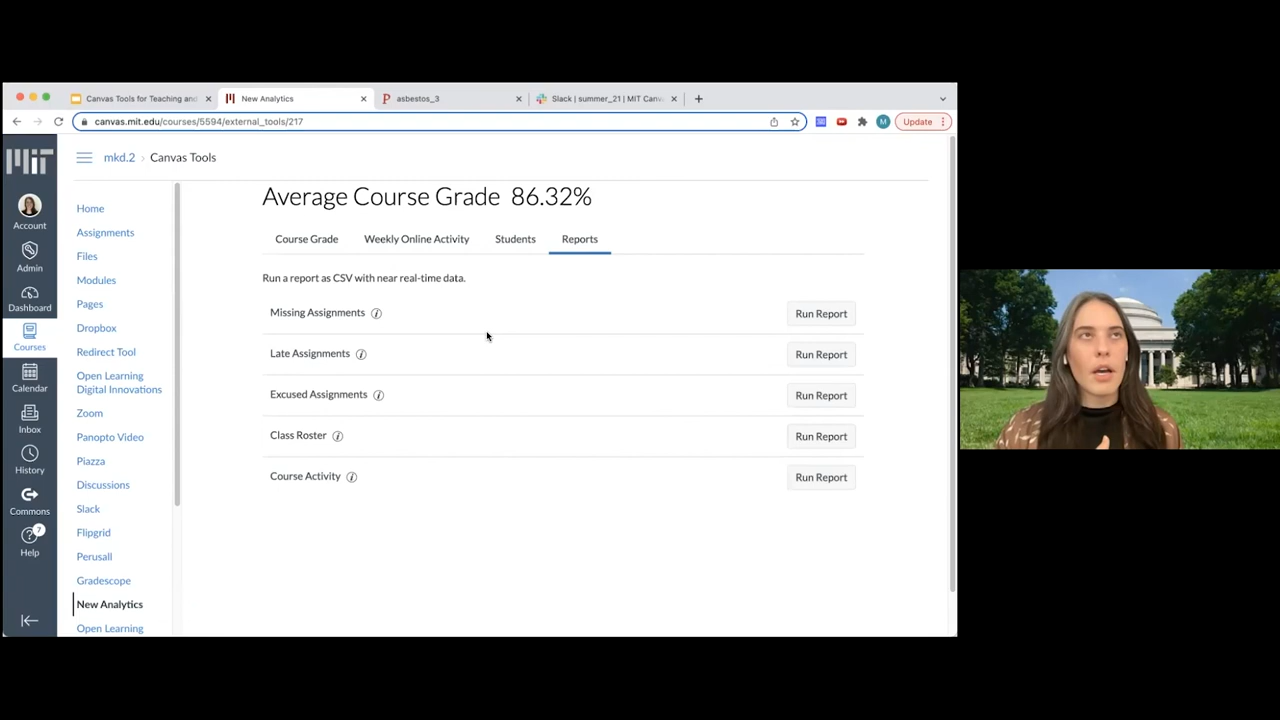 Canvas Tools for Teaching and
New Analytics
asbestos_3
Slack | summer_21 | MIT Canv
canvas.mit.edu/courses/5594/external_tools/217
M
Update
MIT
mkd.2 › Canvas Tools
Account
Admin
Dashboard
Courses
Calendar
Inbox
History
Commons
7
Help
Home
Assignments
Files
Modules
Pages
Dropbox
Redirect Tool
Open Learning
Digital Innovations
Zoom
Panopto Video
Piazza
Discussions
Slack
Flipgrid
Perusall
Gradescope
New Analytics
Open Learning
Average Course Grade 86.32%
Course Grade Weekly Online Activity Students Reports
Run a report as CSV with near real-time data.
Missing Assignments Run Report
Late Assignments Run Report
Excused Assignments Run Report
Class Roster Run Report
Course Activity Run Report